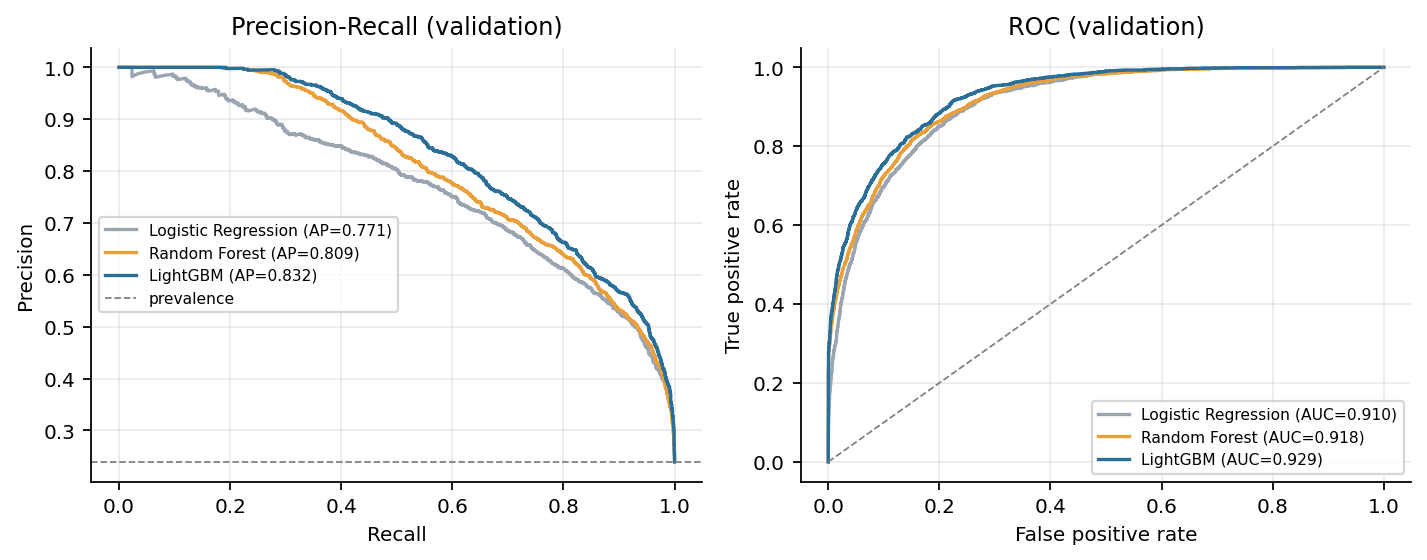 Precision-Recall (validation)
1.0
0.9
0.8
0.7
0.6
0.5
0.4
0.3
Precision
Logistic Regression (AP=0.771)
Random Forest (AP=0.809)
LightGBM (AP=0.832)
prevalence
0.0 0.2 0.4 0.6 0.8 1.0
Recall
ROC (validation)
1.0
0.8
0.6
0.4
0.2
0.0
True positive rate
Logistic Regression (AUC=0.910)
Random Forest (AUC=0.918)
LightGBM (AUC=0.929)
0.0 0.2 0.4 0.6 0.8 1.0
False positive rate